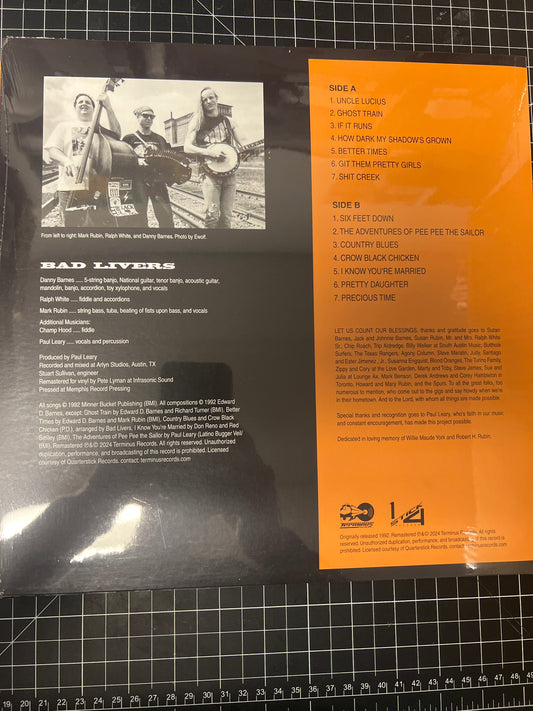 From left to right: Mark Rubin, Ralph White, and Danny Barnes. Photo by Ewolf.
BAD LIVERS
Danny Barnes ..... 5-string banjo, National guitar, tenor banjo, acoustic guitar,
mandolin, banjo, accordion, toy xylophone, and vocals
Ralph White ..... fiddle and accordions
Mark Rubin ..... string bass, tuba, beating of fists upon bass, and vocals
Additional Musicians:
Champ Hood ..... fiddle
Paul Leary ..... vocals and percussion
Produced by Paul Leary
Recorded and mixed at Arlyn Studios, Austin, TX
Stuart Sullivan, engineer
Remastered for vinyl by Pete Lyman at Infrasonic Sound
Pressed at Memphis Record Pressing
All songs © 1992 Minner Bucket Publishing (BMI). All compositions © 1992 Edward
D. Barnes, except: Ghost Train by Edward D. Barnes and Richard Turner (BMI), Better
Times by Edward D. Barnes and Mark Rubin (BMI), Country Blues and Crow Black
Chicken (P.D.), arranged by Bad Livers, I Know You're Married by Don Reno and Red
Smiley (BMI), The Adventures of Pee Pee the Sailor by Paul Leary (Latino Bugger Veil/
BMI), Remastered ℗&© 2024 Terminus Records. All rights reserved. Unauthorized
duplication, performance, and broadcasting of this record is prohibited. Licensed
courtesy of Quarterstick Records. contact: terminusrecords.com
SIDE A
1. UNCLE LUCIUS
2. GHOST TRAIN
3. IF IT RUNS
4. HOW DARK MY SHADOW'S GROWN
5. BETTER TIMES
6. GIT THEM PRETTY GIRLS
7. SHIT CREEK
SIDE B
1. SIX FEET DOWN
2. THE ADVENTURES OF PEE PEE THE SAILOR
3. COUNTRY BLUES
4. CROW BLACK CHICKEN
5. I KNOW YOU'RE MARRIED
6. PRETTY DAUGHTER
7. PRECIOUS TIME
LET US COUNT OUR BLESSINGS. thanks and gratitude goes to Susan
Barnes, Jack and Johnnie Barnes, Susan Rubin, Mr. and Mrs. Ralph White
Sr., Chip Roach, Trip Aldredge, Billy Walker at South Austin Music, Butthole
Surfers, The Texas Rangers, Agony Column, Steve Marsh, Judy, Santiago
and Ester Jimenez, Jr., Susanna Engquist, Blood Oranges, The Turino Family,
Zippy and Cory at the Love Garden, Marty and Toby, Steve James, Sue and
Julia at Lounge Ax, Mark Benson, Derek Andrews and Corey Hambleton in
Toronto, Howard and Mary Rubin, and the Spurs. To all the great folks, too
numerous to mention, who come out to the gigs and say howdy when we're
in their hometown. And to the Lord, with whom all things are made possible.
Special thanks and recognition goes to Paul Leary, who's faith in our music
and constant encouragement, has made this project possible.
Dedicated in loving memory of Willie Maude York and Robert H. Rubin.
TERMINUS
1/4 STICK
Originally released 1992. Remastered ℗&© 2024 Terminus Records. All rights
reserved. Unauthorized duplication, performance, and broadcast of this record is
prohibited. Licensed courtesy of Quarterstick Records. contact: terminusrecords.com
19 20 21 22 23 24 25 26 27 28 29 30 31 32 33 34 35 36 37 38 39 40 41 42 43 44 45 46 47 48 49